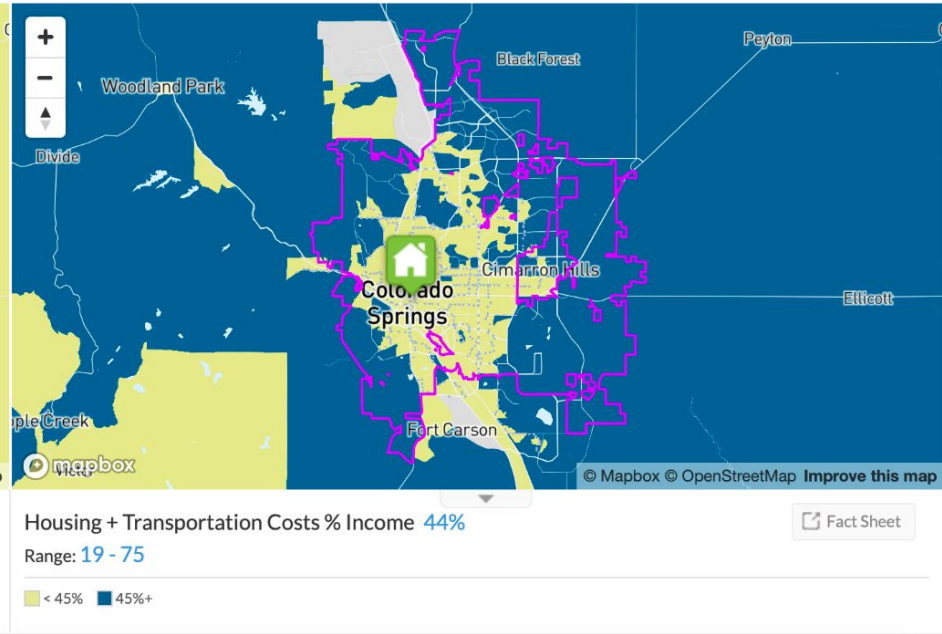 +
−
Woodland Park
Divide
Black Forest
Peyton
Cimarron Hills
Colorado
Springs
Ellicott
ple Creek
Fort Carson
mapbox
© Mapbox © OpenStreetMap Improve this map
Housing + Transportation Costs % Income 44%
Fact Sheet
Range: 19 - 75
< 45% 45%+